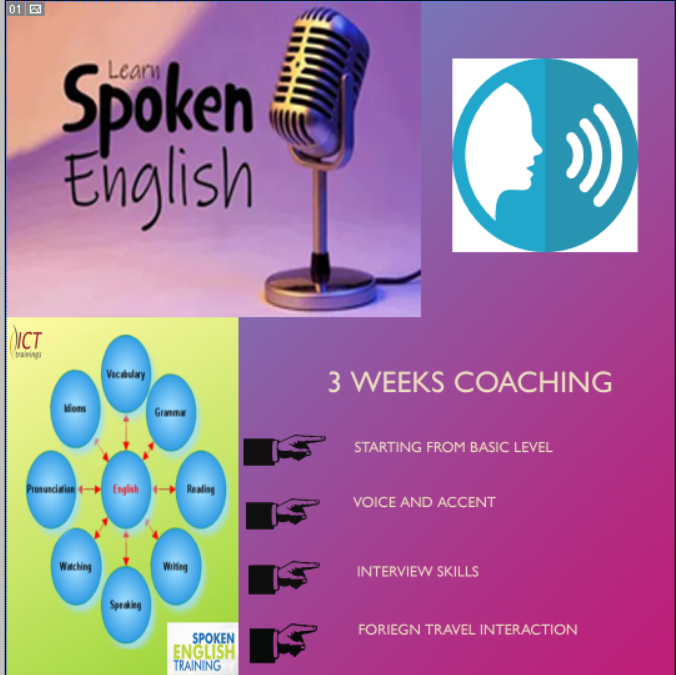 01
Learn
Spoken
English
ICT
trainings
Vocabulary
Idioms
Grammar
Pronunciation
English
Reading
Watching
Writing
Speaking
SPOKEN
ENGLISH
TRAINING
3 WEEKS COACHING
STARTING FROM BASIC LEVEL
VOICE AND ACCENT
INTERVIEW SKILLS
FORIEGN TRAVEL INTERACTION